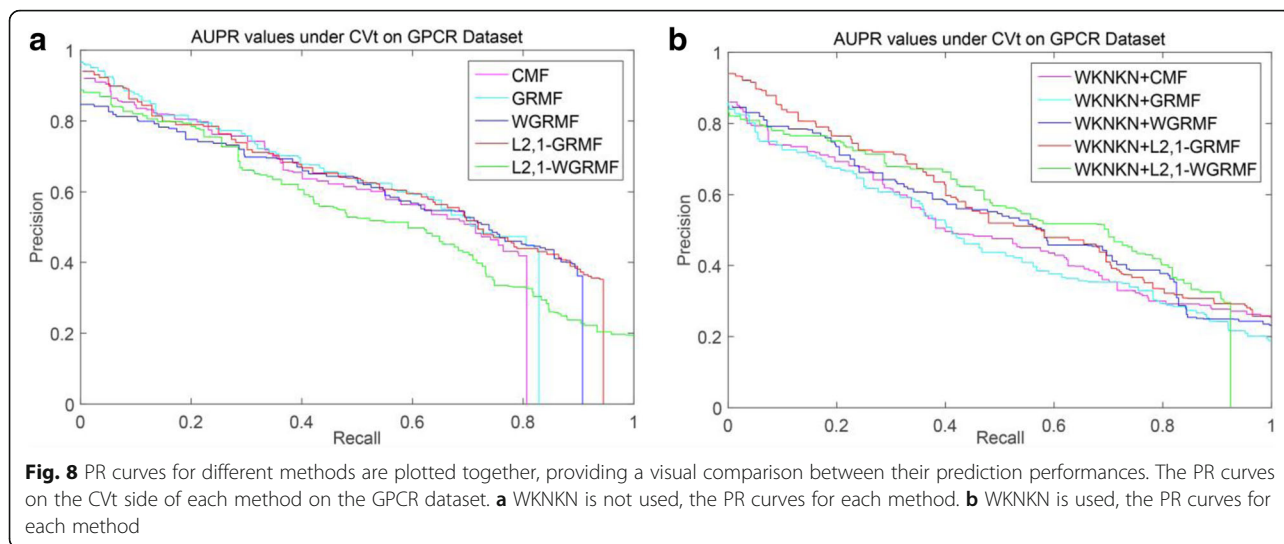 a
AUPR values under CVt on GPCR Dataset
1
0.8
0.6
0.4
0.2
0
Precision
CMF
GRMF
WGRMF
L2,1-GRMF
L2,1-WGRMF
0 0.2 0.4 0.6 0.8 1
Recall
b
AUPR values under CVt on GPCR Dataset
1
0.8
0.6
0.4
0.2
0
Precision
WKNKN+CMF
WKNKN+GRMF
WKNKN+WGRMF
WKNKN+L2,1-GRMF
WKNKN+L2,1-WGRMF
0 0.2 0.4 0.6 0.8 1
Recall
Fig. 8 PR curves for different methods are plotted together, providing a visual comparison between their prediction performances. The PR curves
on the CVt side of each method on the GPCR dataset. a WKNKN is not used, the PR curves for each method. b WKNKN is used, the PR curves for
each method